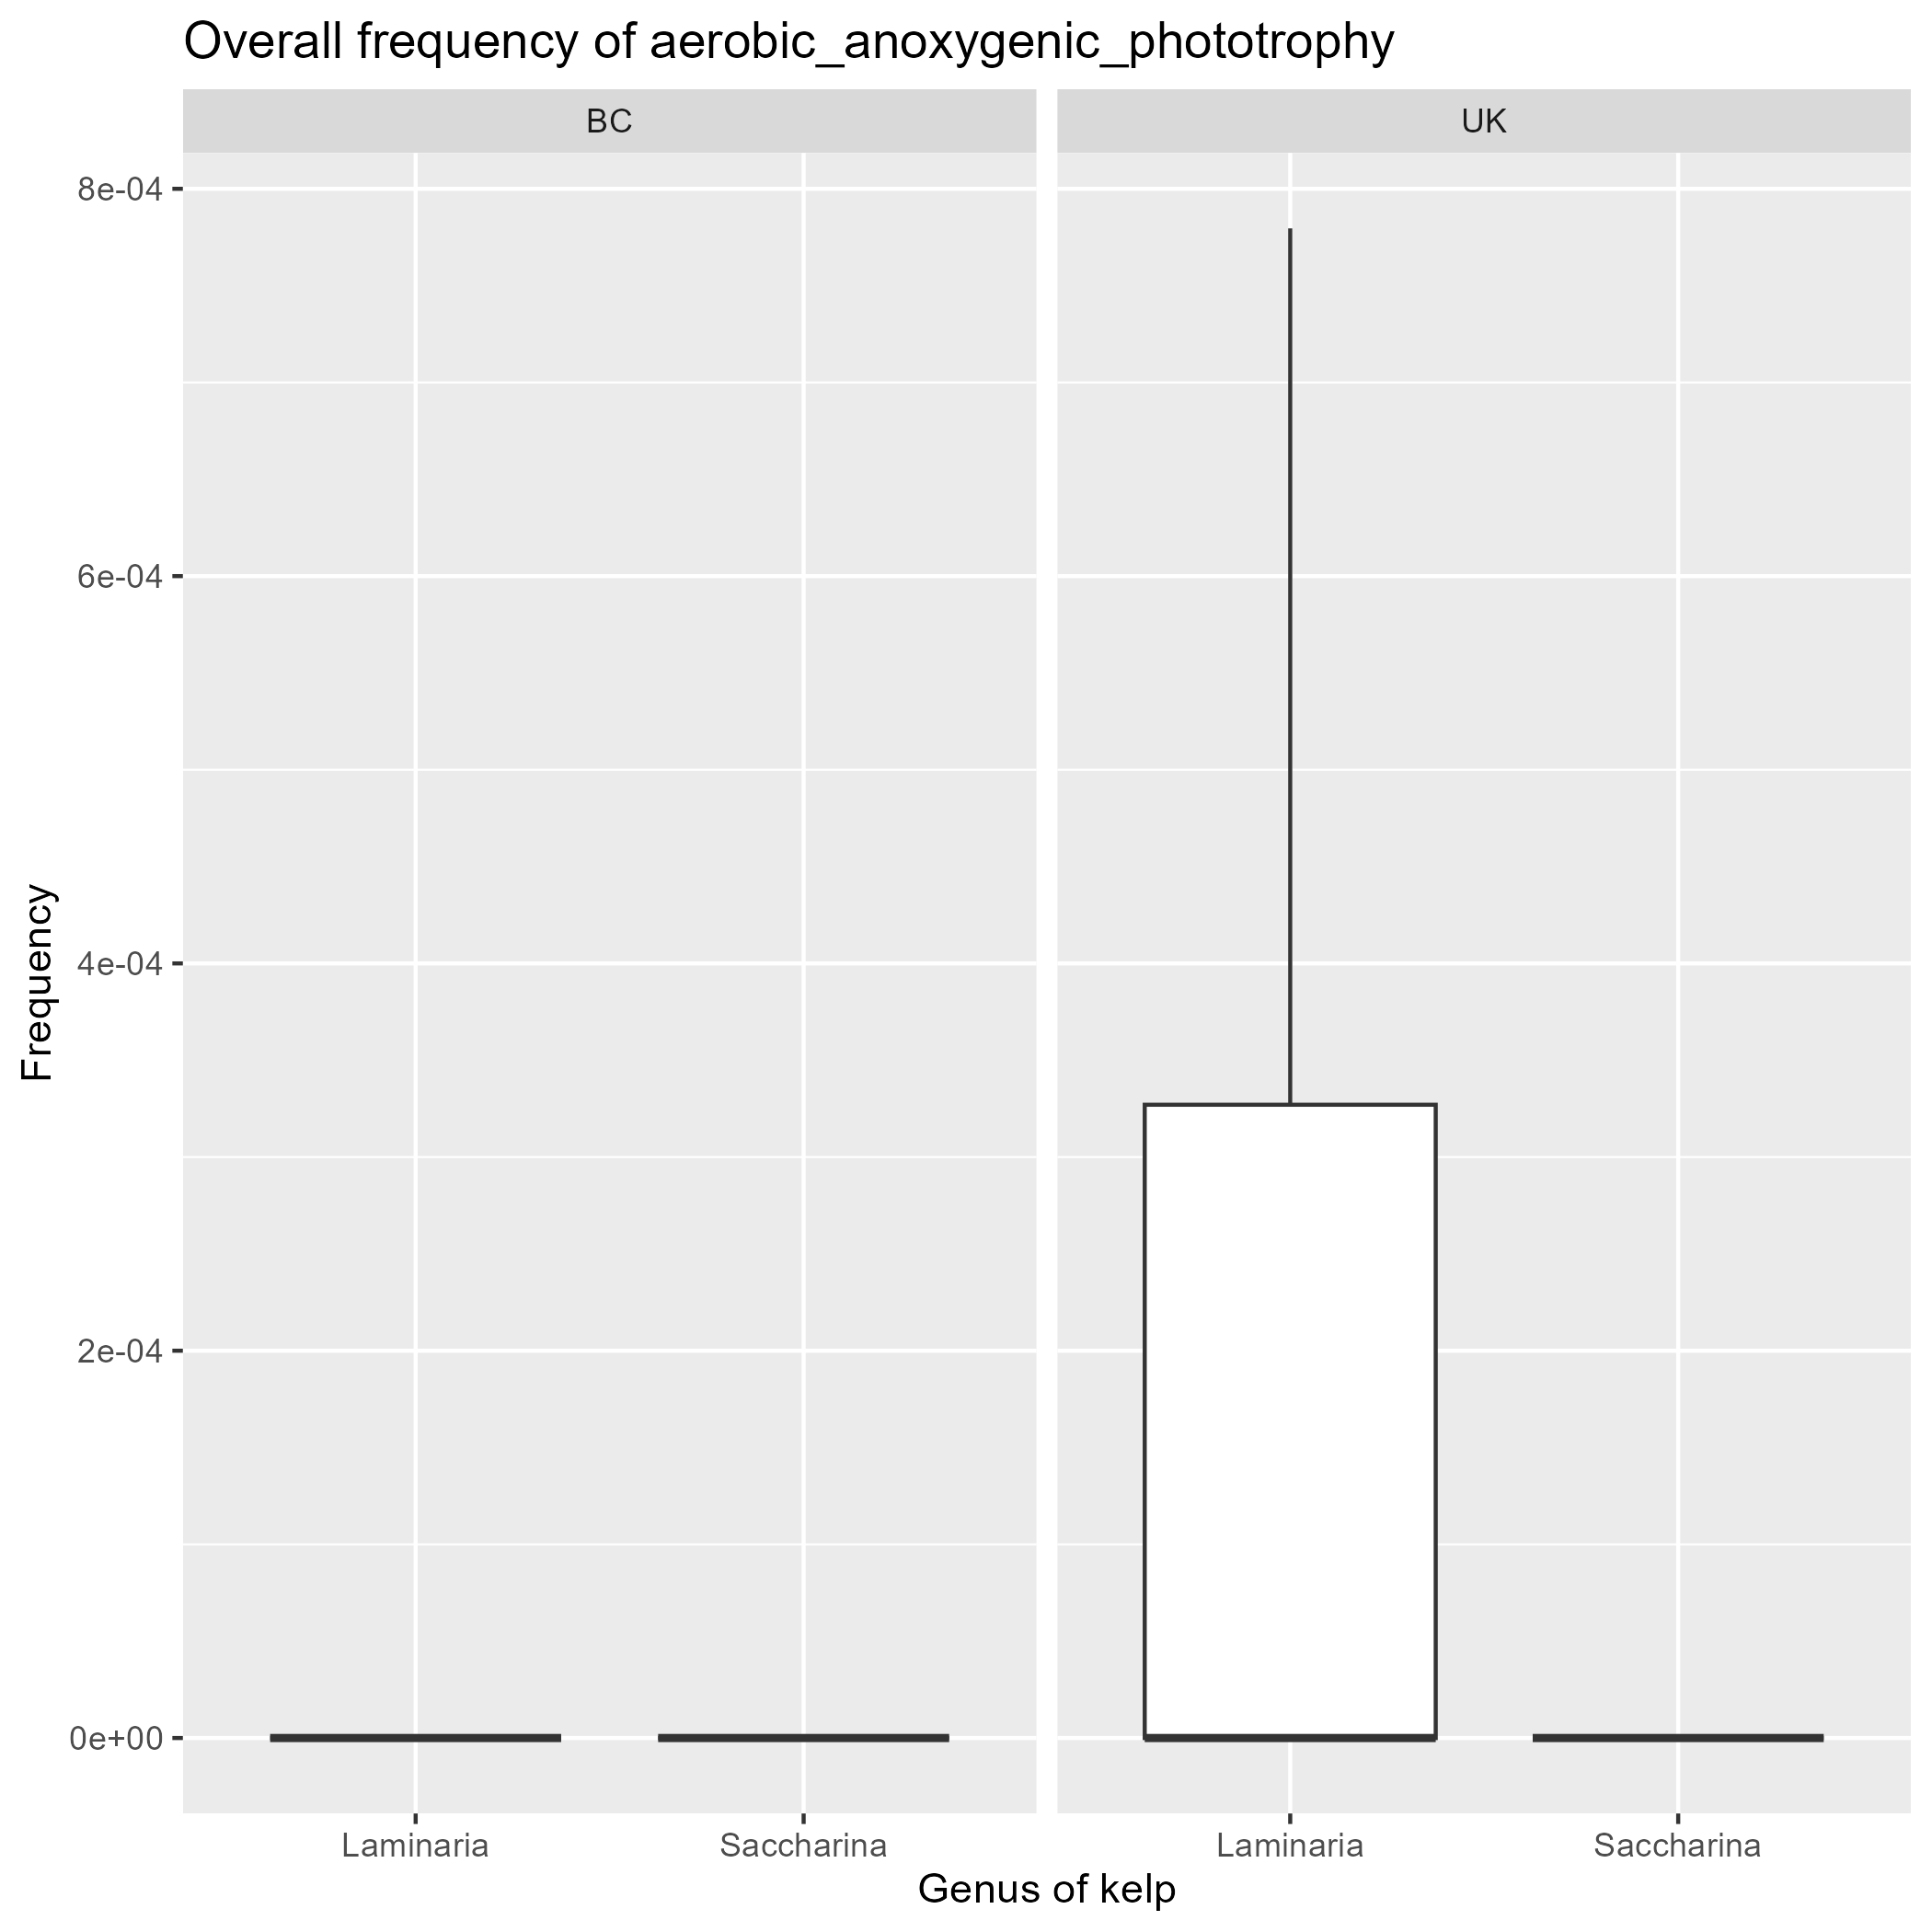 Overall frequency of aerobic_anoxygenic_phototrophy
BC
UK
8e-04
6e-04
4e-04
2e-04
0e+00
Frequency
Laminaria
Saccharina
Laminaria
Saccharina
Genus of kelp